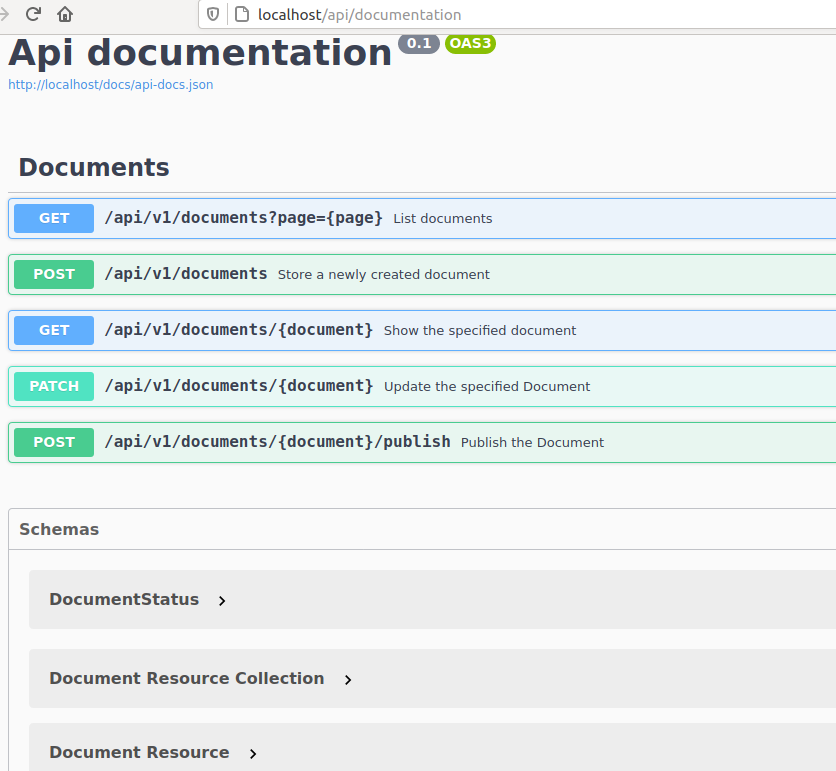 localhost/api/documentation
Api documentation 0.1 OAS3
http://localhost/docs/api-docs.json
Documents
GET /api/v1/documents?page={page} List documents
POST /api/v1/documents Store a newly created document
GET /api/v1/documents/{document} Show the specified document
PATCH /api/v1/documents/{document} Update the specified Document
POST /api/v1/documents/{document}/publish Publish the Document
Schemas
DocumentStatus
Document Resource Collection
Document Resource